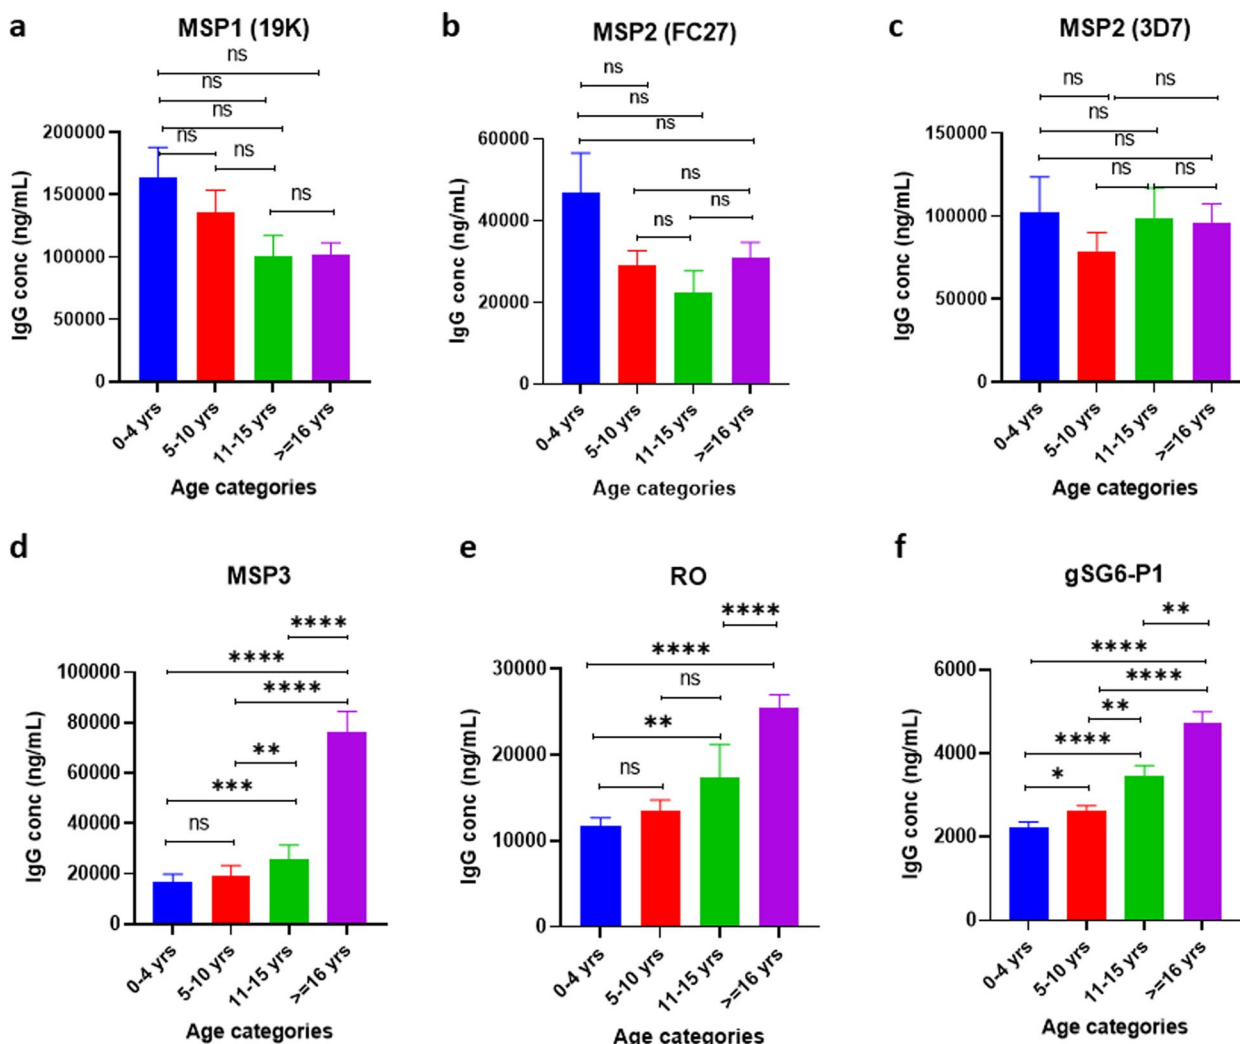 a
MSP1 (19K)
ns
ns
ns
ns
ns
ns
IgG conc (ng/mL)
200000
150000
100000
50000
0
0-4 yrs
5-10 yrs
11-15 yrs
>=16 yrs
Age categories
b
MSP2 (FC27)
ns
ns
ns
ns
ns
ns
IgG conc (ng/mL)
60000
40000
20000
0
0-4 yrs
5-10 yrs
11-15 yrs
>=16 yrs
Age categories
c
MSP2 (3D7)
ns
ns
ns
ns
ns
ns
IgG conc (ng/mL)
150000
100000
50000
0
0-4 yrs
5-10 yrs
11-15 yrs
>=16 yrs
Age categories
d
MSP3
****
****
****
**
***
ns
IgG conc (ng/mL)
100000
80000
60000
40000
20000
0
0-4 yrs
5-10 yrs
11-15 yrs
>=16 yrs
Age categories
e
RO
****
****
ns
**
ns
IgG conc (ng/mL)
30000
20000
10000
0
0-4 yrs
5-10 yrs
11-15 yrs
>=16 yrs
Age categories
f
gSG6-P1
**
****
****
**
****
*
IgG conc (ng/mL)
6000
4000
2000
0
0-4 yrs
5-10 yrs
11-15 yrs
>=16 yrs
Age categories